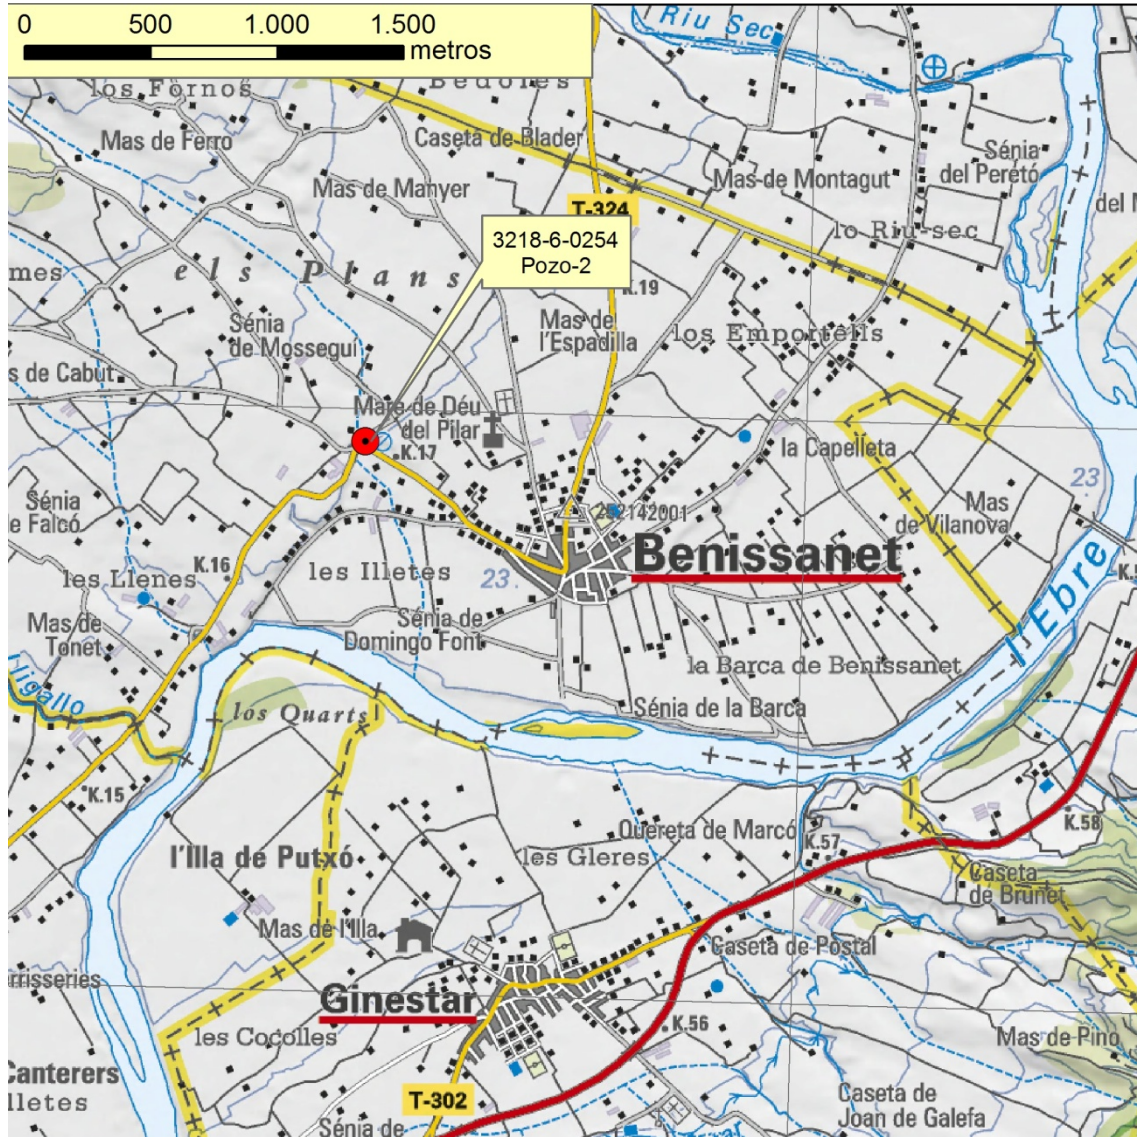 0 500 1.000 1.500
metros
Riu Sec
los Fornos
Bedores
Mas de Ferro
Caseta de Blader
Sénia
del Peretó
Mas de Manyer
Mas de Montagut
T-324
del
lo Riu-sec
3218-6-0254
Pozo-2
mes
els Plans
K.19
Sénia
de Mossegui
Mas de
l'Espadilla
los Emportells
s de Cabut
Mare de Déu
del Pilar
K.17
la Capelleta
23.
Sénia
e Falcó
Mas
de Vilanova
252142001
Benissanet
K.16
les Llenes
les Illetes
23.
l'Ebre
Mas de
Tonet
Sénia de
Domingo Font
la Barca de Benissanet
ligallo
los Quarts
Sénia de la Barca
K.15
K.58
Quereta de Marcó
K.57
l'Illa de Putxó
les Gleres
Caseta
de Brunet
Mas de l'Illa
Caseta de Postal
rrisseries
Ginestar
K.56
les Cocolles
Mas de Pino
Canterers
lletes
T-302
Caseta de
Joan de Galefa
Sénia de